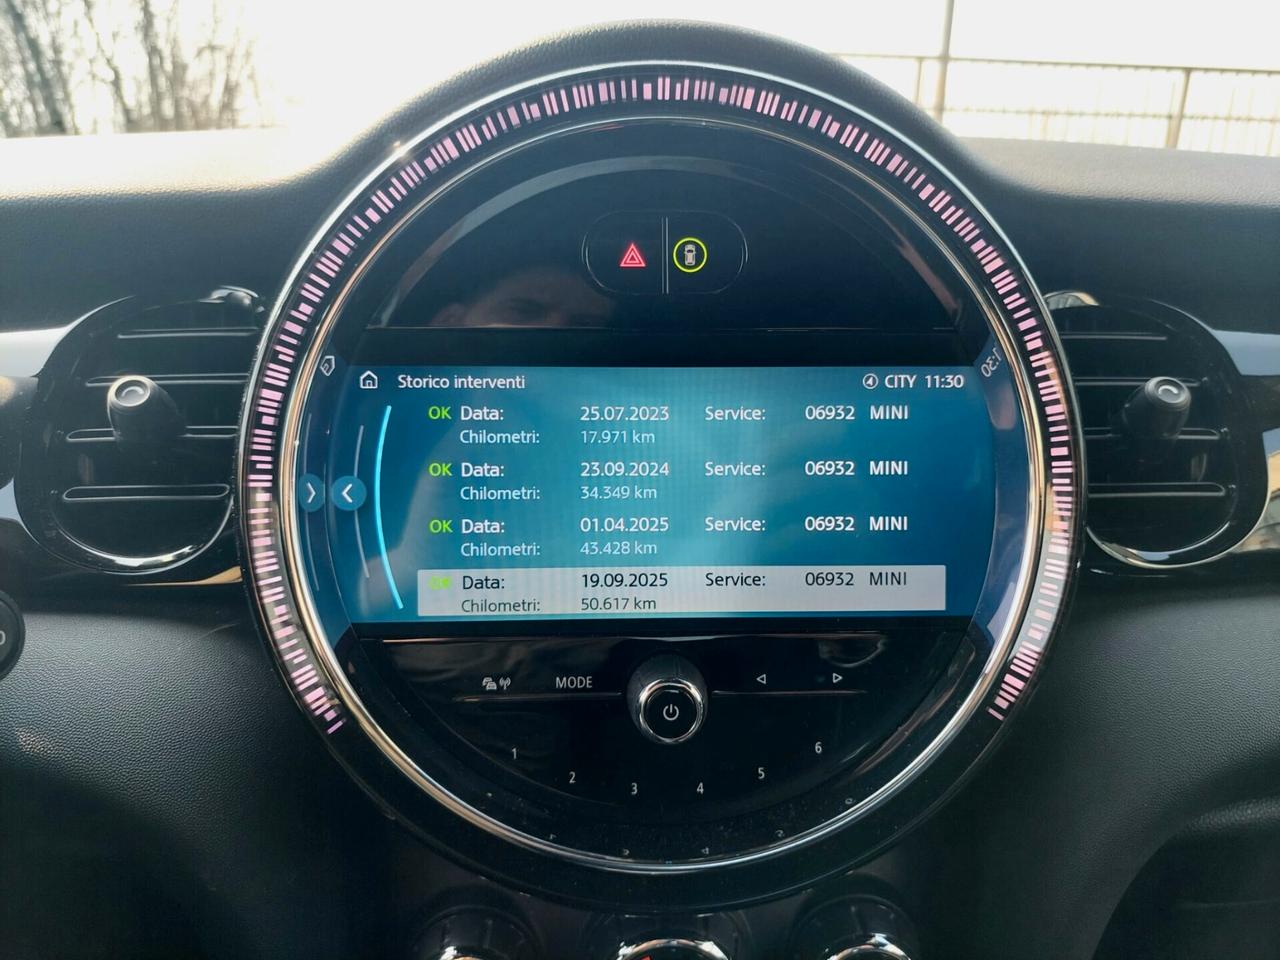 Storico interventi CITY 11:30
OK Data: 25.07.2023 Service: 06932 MINI
Chilometri: 17.971 km
OK Data: 23.09.2024 Service: 06932 MINI
Chilometri: 34.349 km
OK Data: 01.04.2025 Service: 06932 MINI
Chilometri: 43.428 km
OK Data: 19.09.2025 Service: 06932 MINI
Chilometri: 50.617 km
MODE
1 2 3 4 5 6